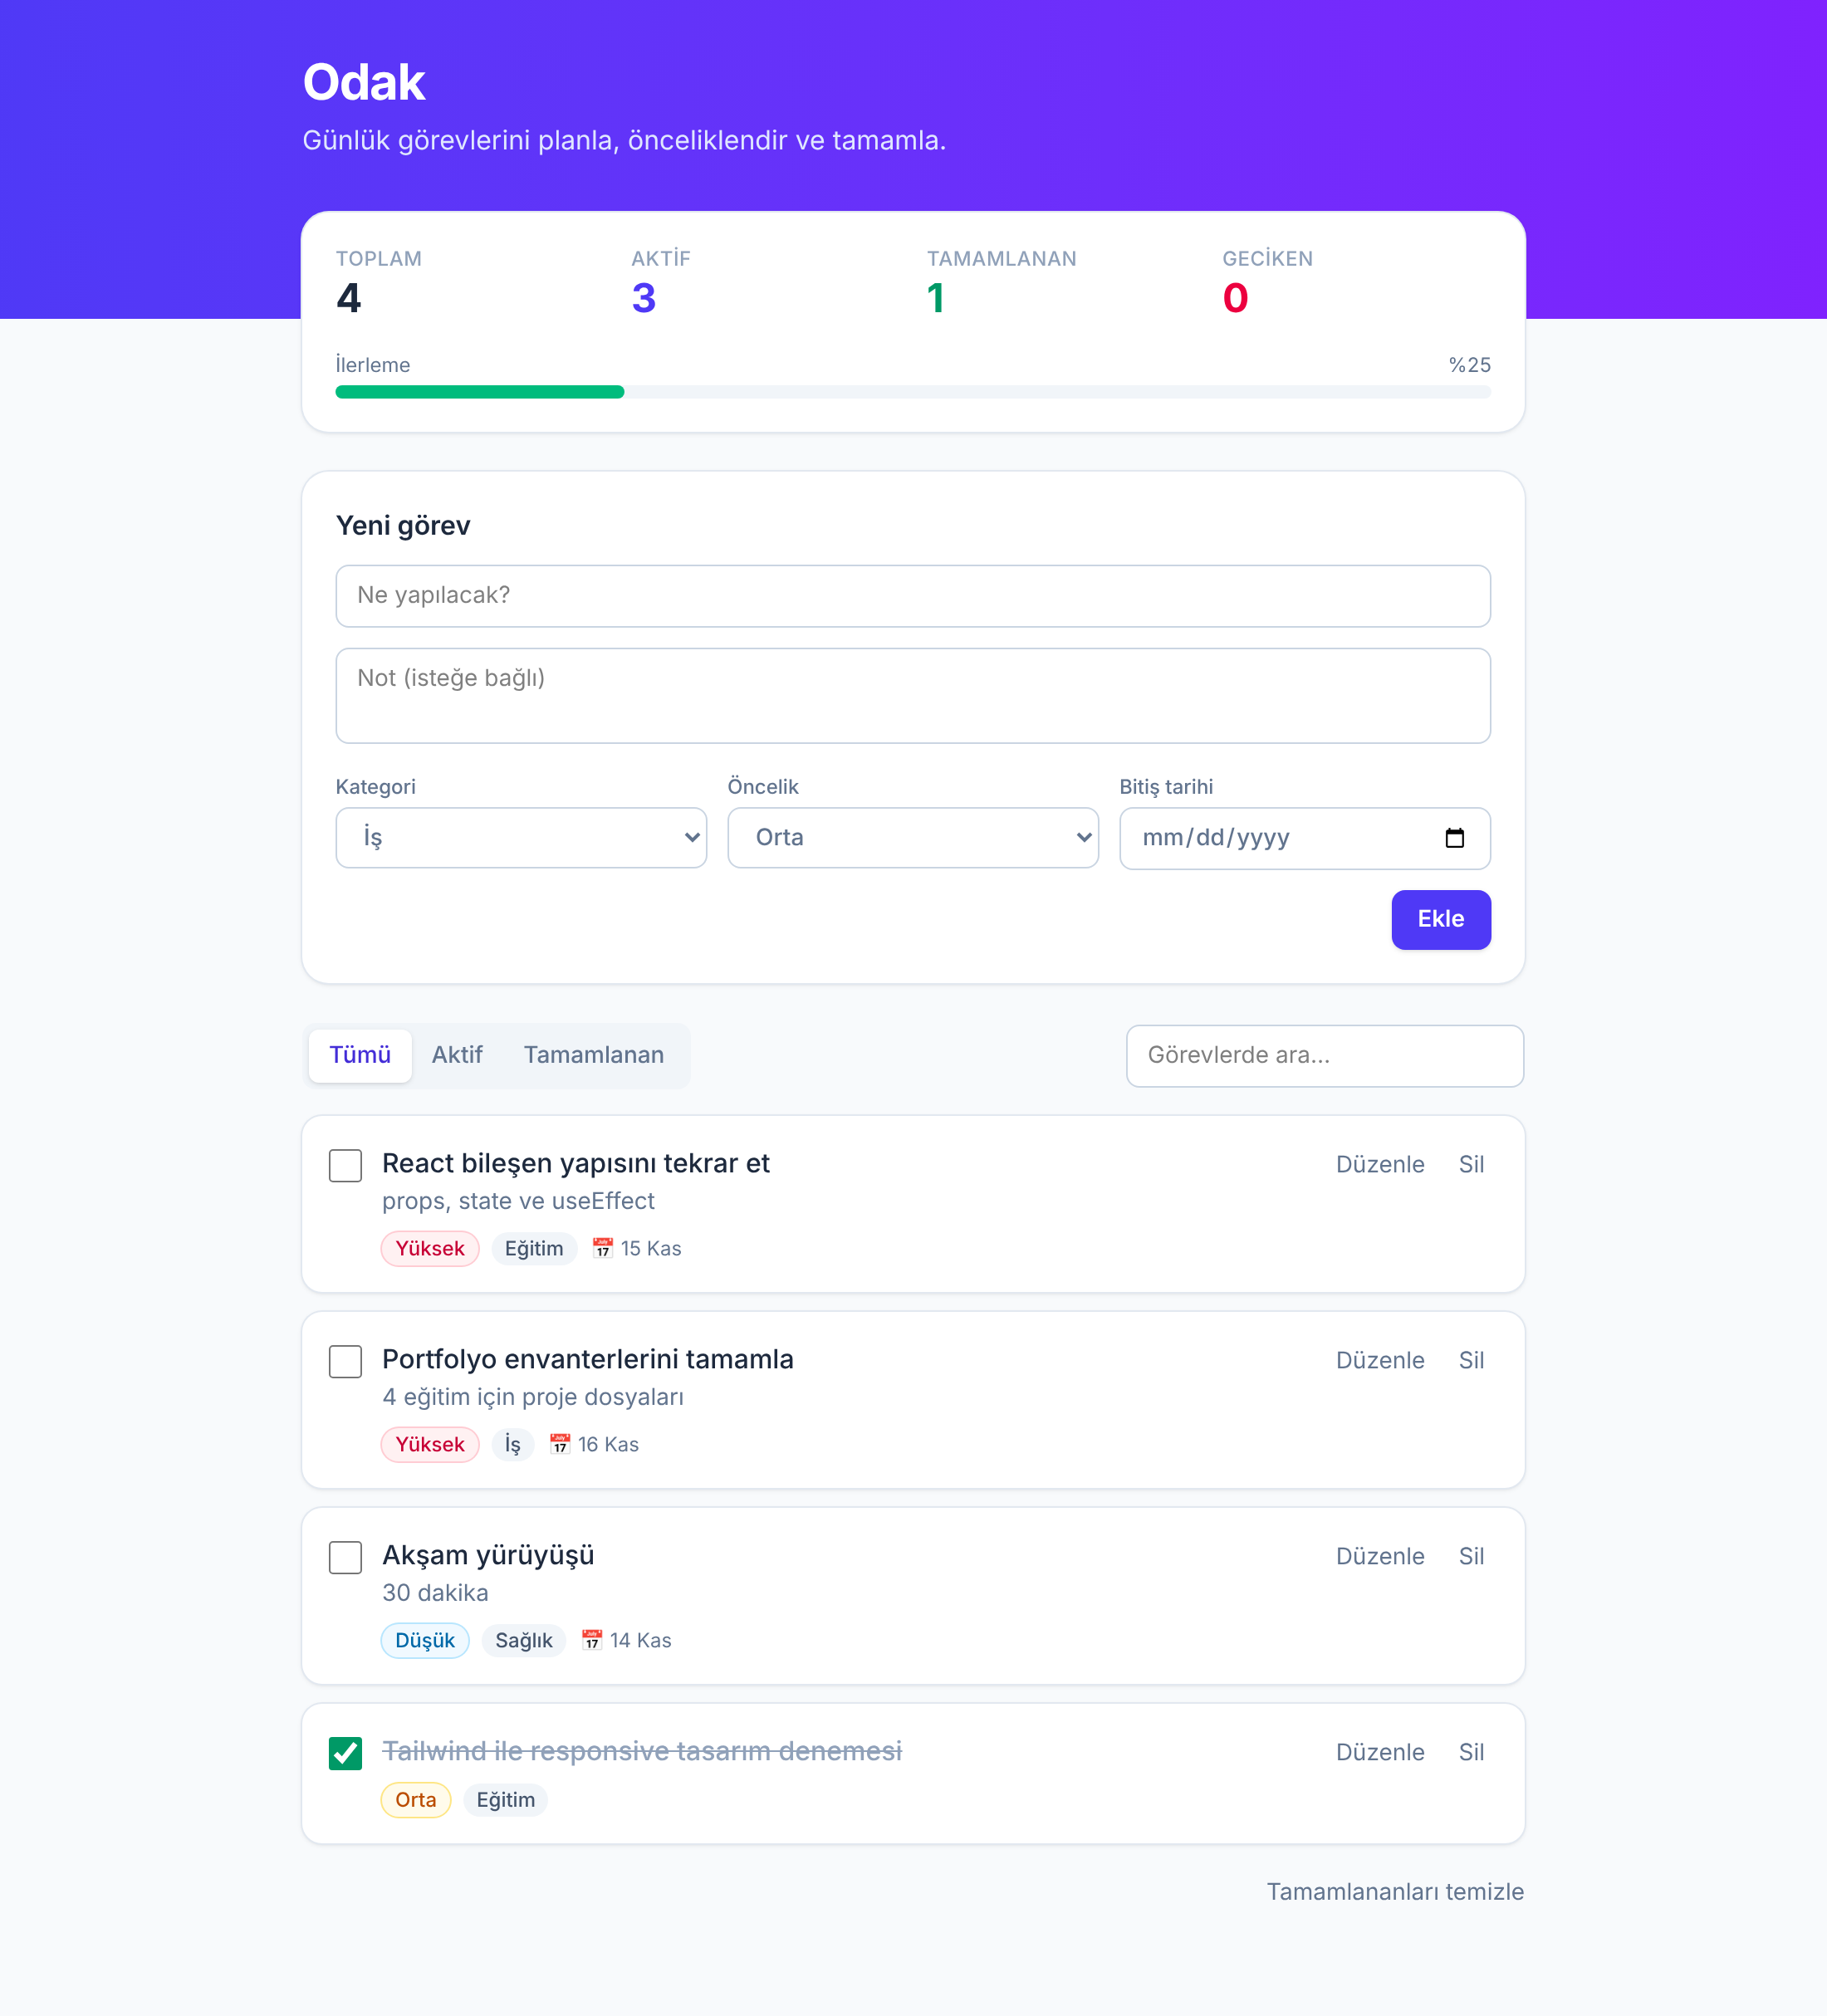 Odak
Günlük görevlerini planla, önceliklendir ve tamamla.
TOPLAM AKTİF TAMAMLANAN GECİKEN
4 3 1 0
İlerleme %25
Yeni görev
Ne yapılacak?
Not (isteğe bağlı)
Kategori Öncelik Bitiş tarihi
İş Orta mm/dd/yyyy
Ekle
Tümü Aktif Tamamlanan Görevlerde ara...
React bileşen yapısını tekrar et Düzenle Sil
props, state ve useEffect
Yüksek Eğitim 📅 15 Kas
Portfolyo envanterlerini tamamla Düzenle Sil
4 eğitim için proje dosyaları
Yüksek İş 📅 16 Kas
Akşam yürüyüşü Düzenle Sil
30 dakika
Düşük Sağlık 📅 14 Kas
Tailwind ile responsive tasarım denemesi Düzenle Sil
Orta Eğitim
Tamamlananları temizle